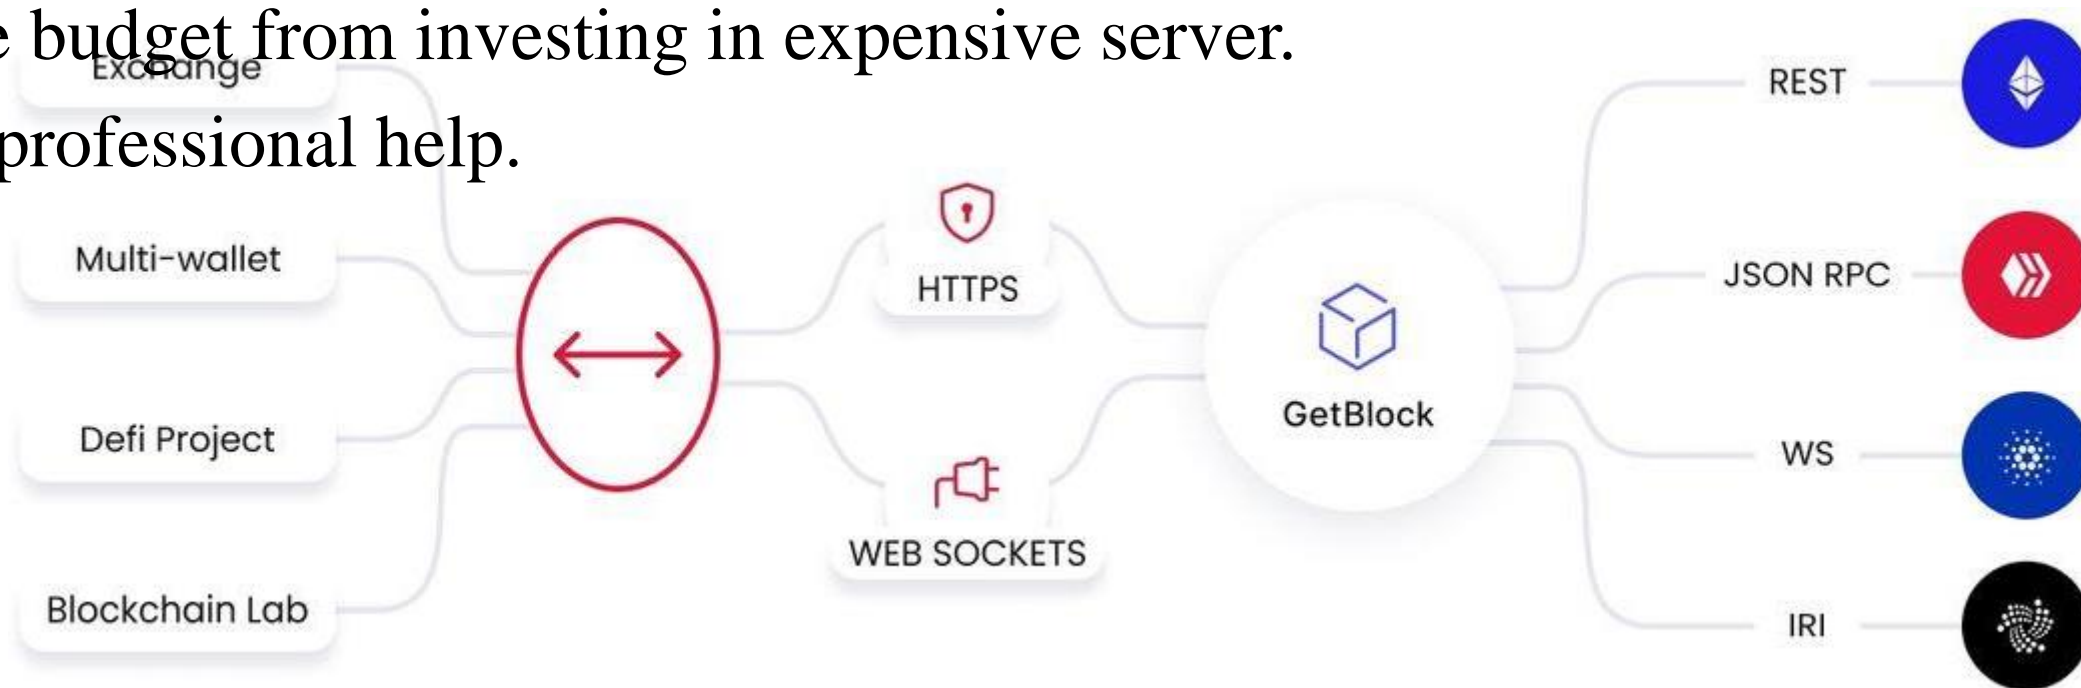 budget from investing in expensive server.
professional help.
Exchange
Multi-wallet
Defi Project
Blockchain Lab
HTTPS
WEB SOCKETS
GetBlock
REST
JSON RPC
WS
IRI